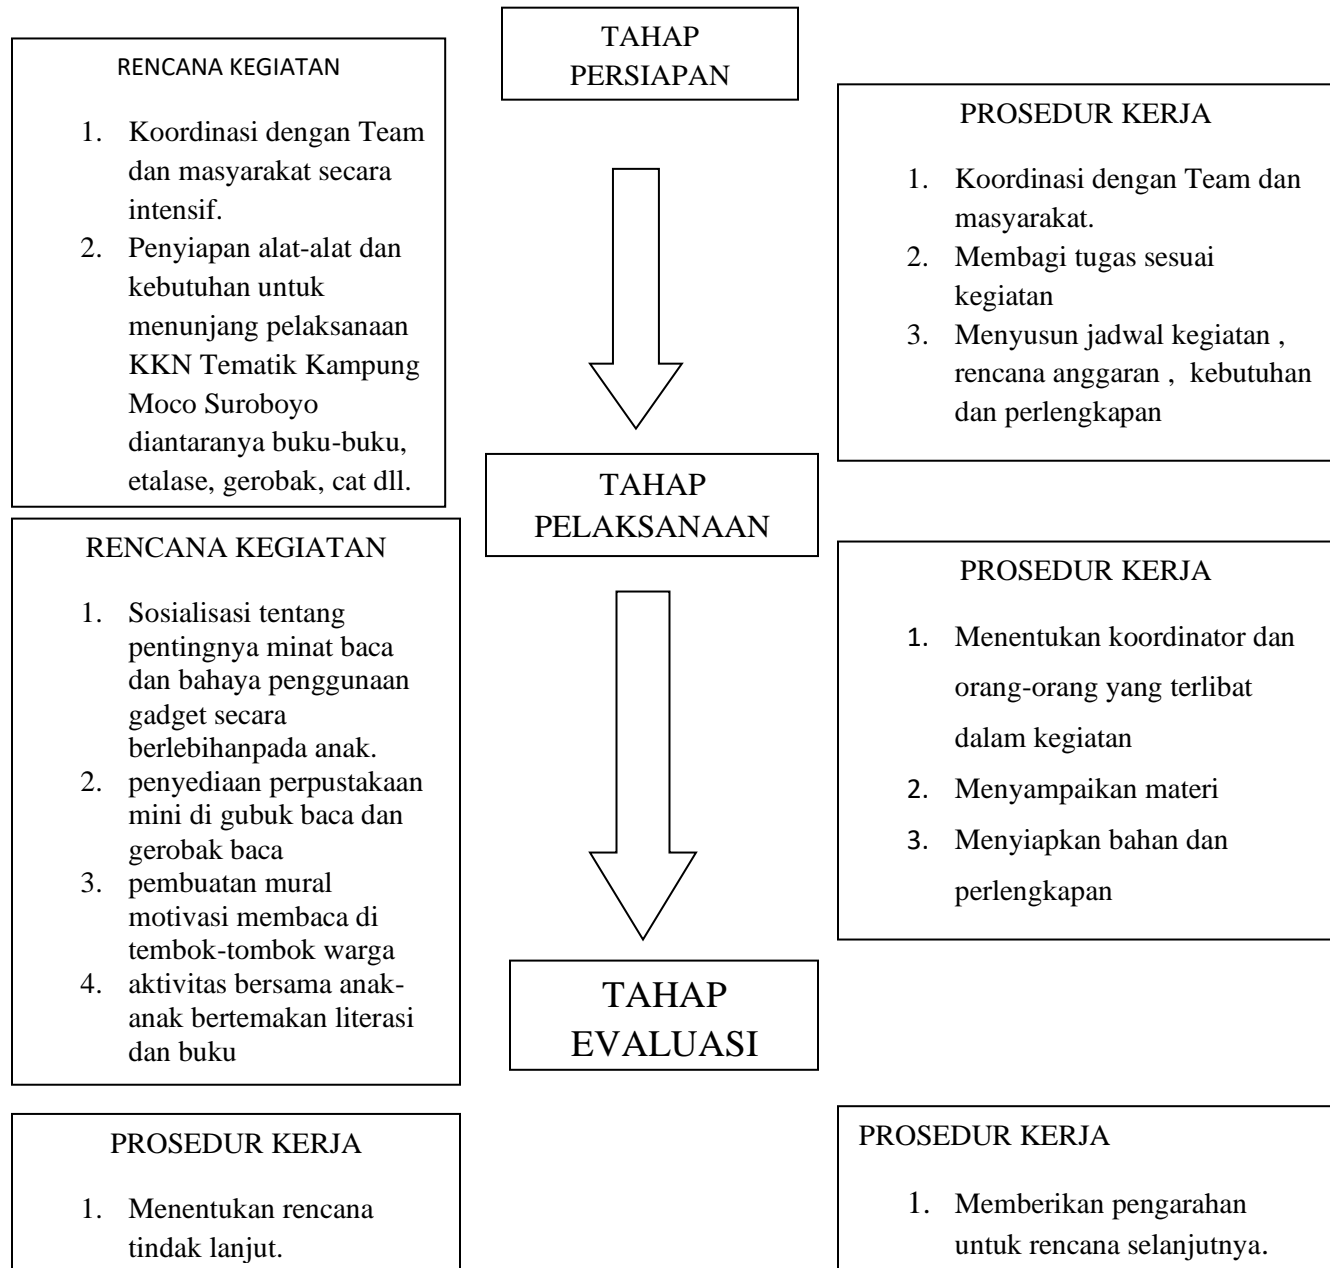 TAHAP
PERSIAPAN
RENCANA KEGIATAN
1. Koordinasi dengan Team
dan masyarakat secara
intensif.
2. Penyiapan alat-alat dan
kebutuhan untuk
menunjang pelaksanaan
KKN Tematik Kampung
Moco Suroboyo
diantaranya buku-buku,
etalase, gerobak, cat dll.
PROSEDUR KERJA
1. Koordinasi dengan Team dan
masyarakat.
2. Membagi tugas sesuai
kegiatan
3. Menyusun jadwal kegiatan ,
rencana anggaran , kebutuhan
dan perlengkapan
TAHAP
PELAKSANAAN
RENCANA KEGIATAN
1. Sosialisasi tentang
pentingnya minat baca
dan bahaya penggunaan
gadget secara
berlebihanpada anak.
2. penyediaan perpustakaan
mini di gubuk baca dan
gerobak baca
3. pembuatan mural
motivasi membaca di
tembok-tombok warga
4. aktivitas bersama anak-
anak bertemakan literasi
dan buku
PROSEDUR KERJA
1. Menentukan koordinator dan
orang-orang yang terlibat
dalam kegiatan
2. Menyampaikan materi
3. Menyiapkan bahan dan
perlengkapan
TAHAP
EVALUASI
PROSEDUR KERJA
1. Menentukan rencana
tindak lanjut.
PROSEDUR KERJA
1. Memberikan pengarahan
untuk rencana selanjutnya.